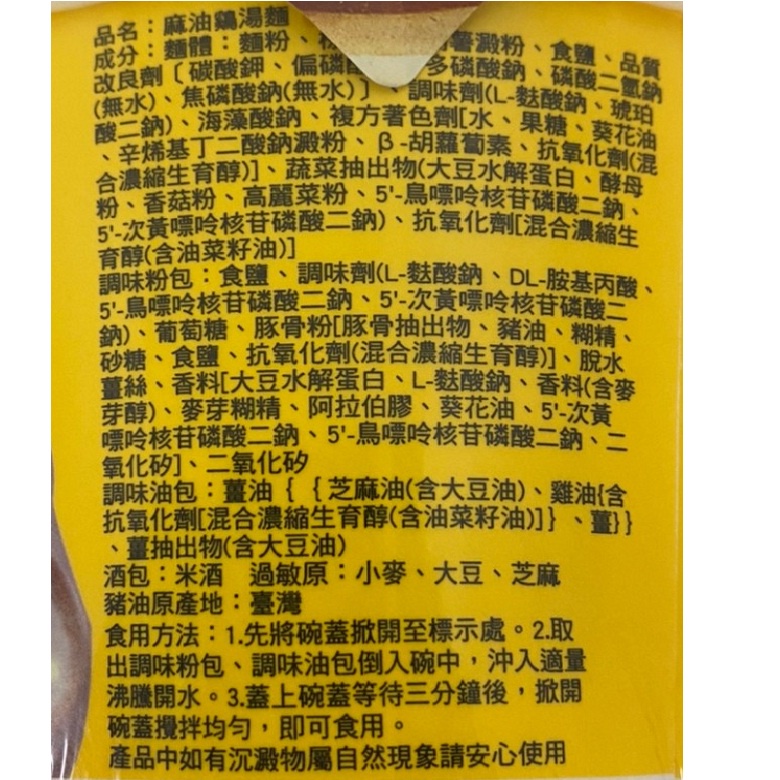 品名：麻油鷄湯麵
成分：麵體：麵粉、 薯澱粉、食鹽、品質
改良劑〔碳酸鉀、偏磷 多磷酸鈉、磷酸二氫鈉
(無水)、焦磷酸鈉(無水)〕、調味劑(L-麩酸鈉、琥珀
酸二鈉)、海藻酸鈉、複方著色劑[水、果糖、葵花油
、辛烯基丁二酸鈉澱粉、β-胡蘿蔔素、抗氧化劑(混
合濃縮生育醇)]、蔬菜抽出物(大豆水解蛋白、酵母
粉、香菇粉、高麗菜粉、5'-鳥嘌呤核苷磷酸二鈉、
5'-次黃嘌呤核苷磷酸二鈉)、抗氧化劑[混合濃縮生
育醇(含油菜籽油)]
調味粉包：食鹽、調味劑(L-麩酸鈉、DL-胺基丙酸、
5'-鳥嘌呤核苷磷酸二鈉、5'-次黃嘌呤核苷磷酸二
鈉)、葡萄糖、豚骨粉[豚骨抽出物、豬油、糊精、
砂糖、食鹽、抗氧化劑(混合濃縮生育醇)]、脫水
薑絲、香料[大豆水解蛋白、L-麩酸鈉、香料(含麥
芽醇)、麥芽糊精、阿拉伯膠、葵花油、5'-次黃
嘌呤核苷磷酸二鈉、5'-鳥嘌呤核苷磷酸二鈉、二
氧化矽]、二氧化矽
調味油包：薑油｛｛芝麻油(含大豆油)、雞油{含
抗氧化劑[混合濃縮生育醇(含油菜籽油)]}、薑}}
、薑抽出物(含大豆油)
酒包：米酒 過敏原：小麥、大豆、芝麻
豬油原產地：臺灣
食用方法：1.先將碗蓋掀開至標示處。2.取
出調味粉包、調味油包倒入碗中，沖入適量
沸騰開水。3.蓋上碗蓋等待三分鐘後，掀開
碗蓋攪拌均勻，即可食用。
產品中如有沉澱物屬自然現象請安心使用